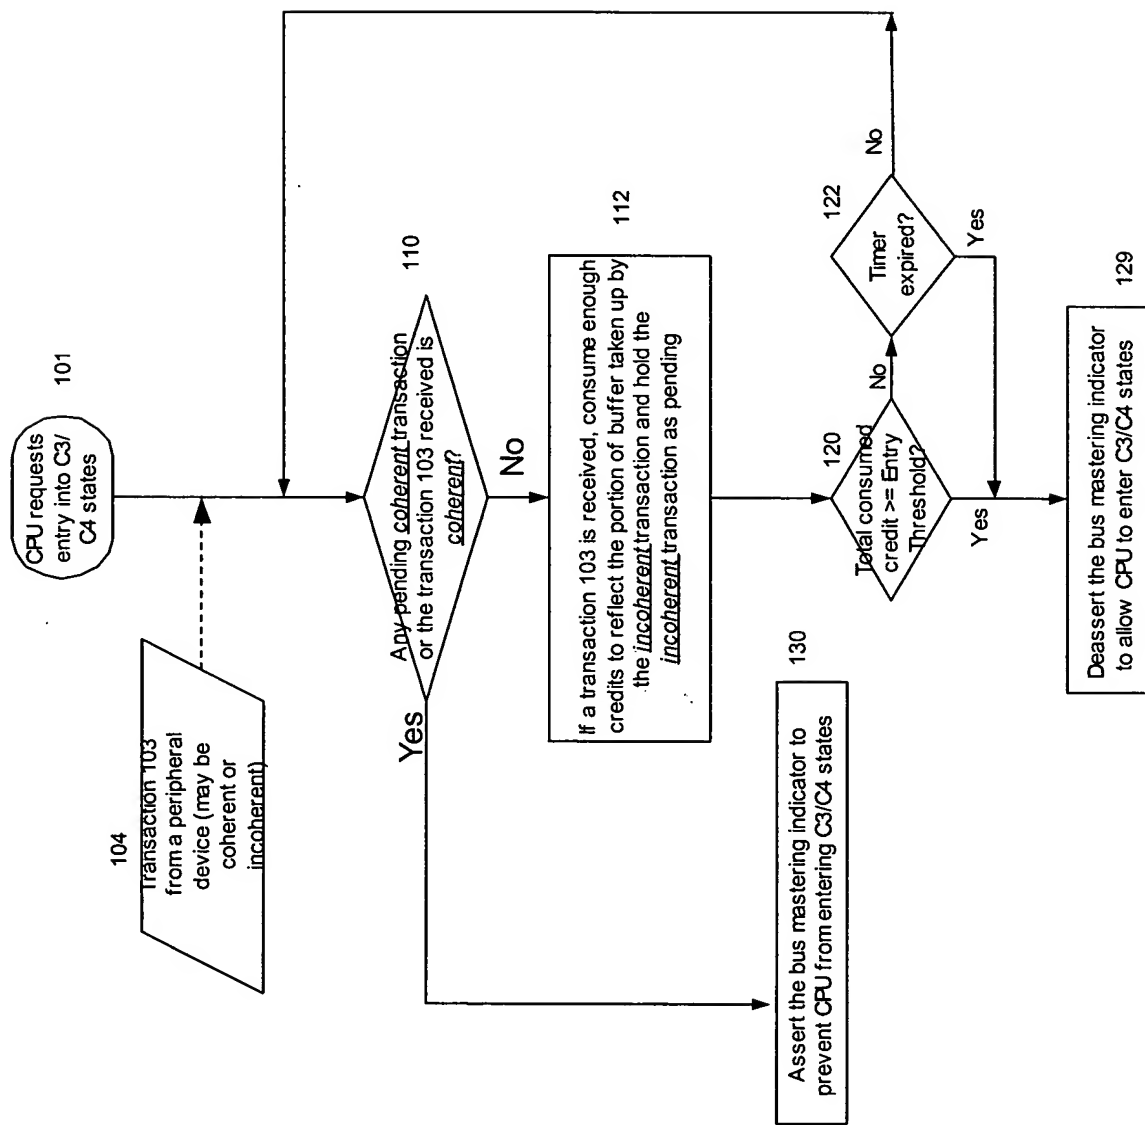 CPU requests
entry into C3/
C4 states
101
104
Transaction 103
from a peripheral
device (may be
coherent or
incoherent)
Any pending coherent transaction
or the transaction 103 received is
coherent?
110
Yes
No
If a transaction 103 is received, consume enough
credits to reflect the portion of buffer taken up by
the incoherent transaction and hold the
incoherent transaction as pending
112
Total consumed
credit >= Entry
Threshold?
120
No
Yes
Timer
expired?
122
No
Yes
Deassert the bus mastering indicator
to allow CPU to enter C3/C4 states
129
Assert the bus mastering indicator to
prevent CPU from entering C3/C4 states
130